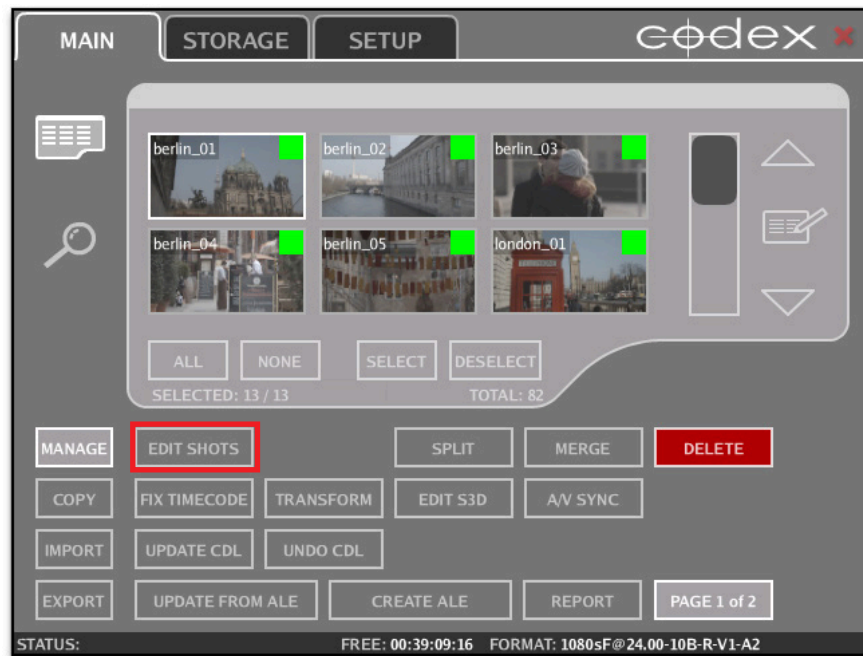 MAIN STORAGE SETUP codex
berlin_01 berlin_02 berlin_03
berlin_04 berlin_05 london_01
ALL NONE SELECT DESELECT
SELECTED: 13 / 13 TOTAL: 82
MANAGE EDIT SHOTS SPLIT MERGE DELETE
COPY FIX TIMECODE TRANSFORM EDIT S3D A/V SYNC
IMPORT UPDATE CDL UNDO CDL
EXPORT UPDATE FROM ALE CREATE ALE REPORT PAGE 1 of 2
STATUS: FREE: 00:39:09:16 FORMAT: 1080sF@24.00-10B-R-V1-A2